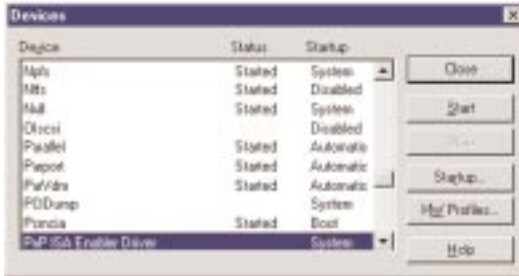 Devices
Device Status Startup
Npfs Started System
Ntfs Started Disabled
Null Started System
Disabled
Parallel Started Automatic
Parport Started Automatic
ParVdm Started Automatic
System
Pcmcia Started Boot
PnP ISA Enabler Driver System
Close
Start
Stop
Startup...
HW Profiles...
Help